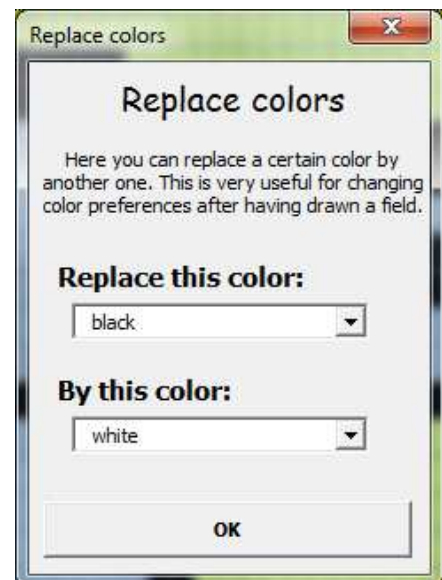 Replace colors
Replace colors
Here you can replace a certain color by
another one. This is very useful for changing
color preferences after having drawn a field.
Replace this color:
black
By this color:
white
OK